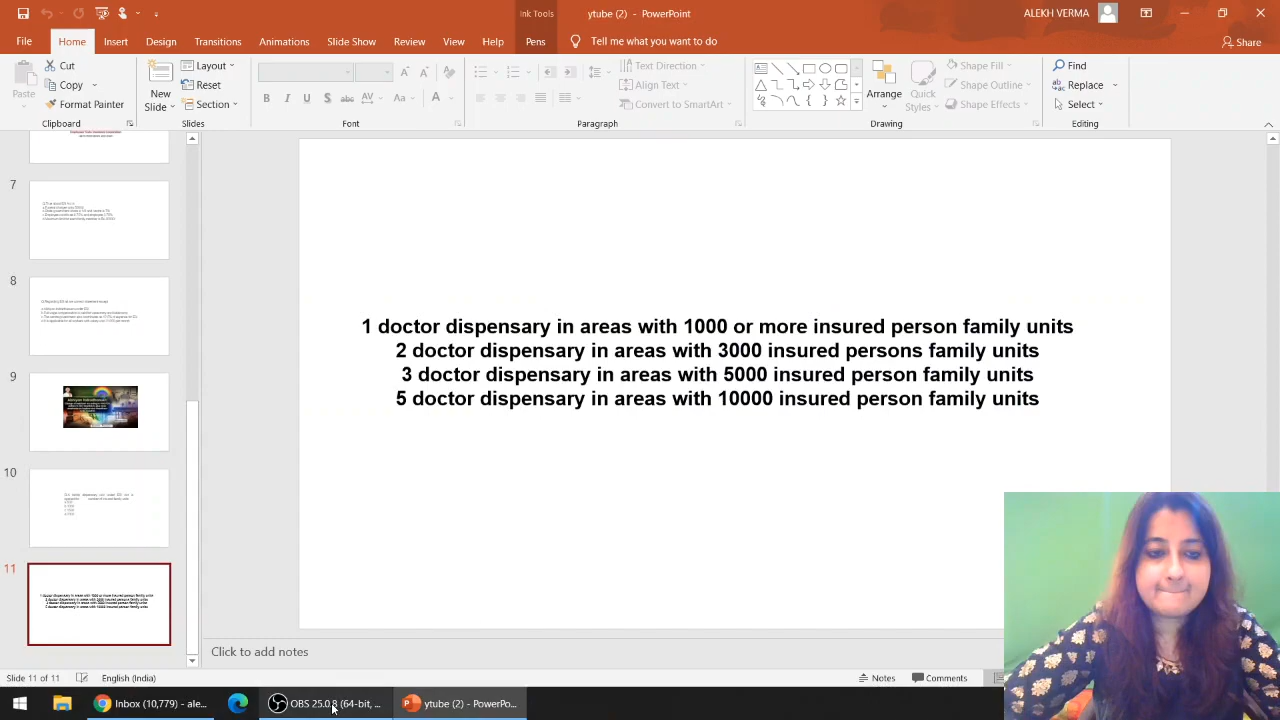 Ink Tools
ytube (2) - PowerPoint
ALEKH VERMA
File
Home
Insert
Design
Transitions
Animations
Slide Show
Review
View
Help
Pens
Tell me what you want to do
Share
Paste
Cut
Copy
Format Painter
Clipboard
New
Slide
Layout
Reset
Section
Slides
B
I
U
S
abc
AV
Aa
A
Font
Text Direction
Align Text
Convert to SmartArt
Paragraph
Arrange
Quick
Styles
Shape Fill
Shape Outline
Shape Effects
Drawing
Find
Replace
Select
Editing
7
8
9
10
11
1 doctor dispensary in areas with 1000 or more insured person family units
2 doctor dispensary in areas with 3000 insured persons family units
3 doctor dispensary in areas with 5000 insured person family units
5 doctor dispensary in areas with 10000 insured person family units
Click to add notes
Slide 11 of 11
English (India)
Notes
Comments
Inbox (10,779) - ale...
OBS 25.0.8 (64-bit, ...
ytube (2) - PowerPo...